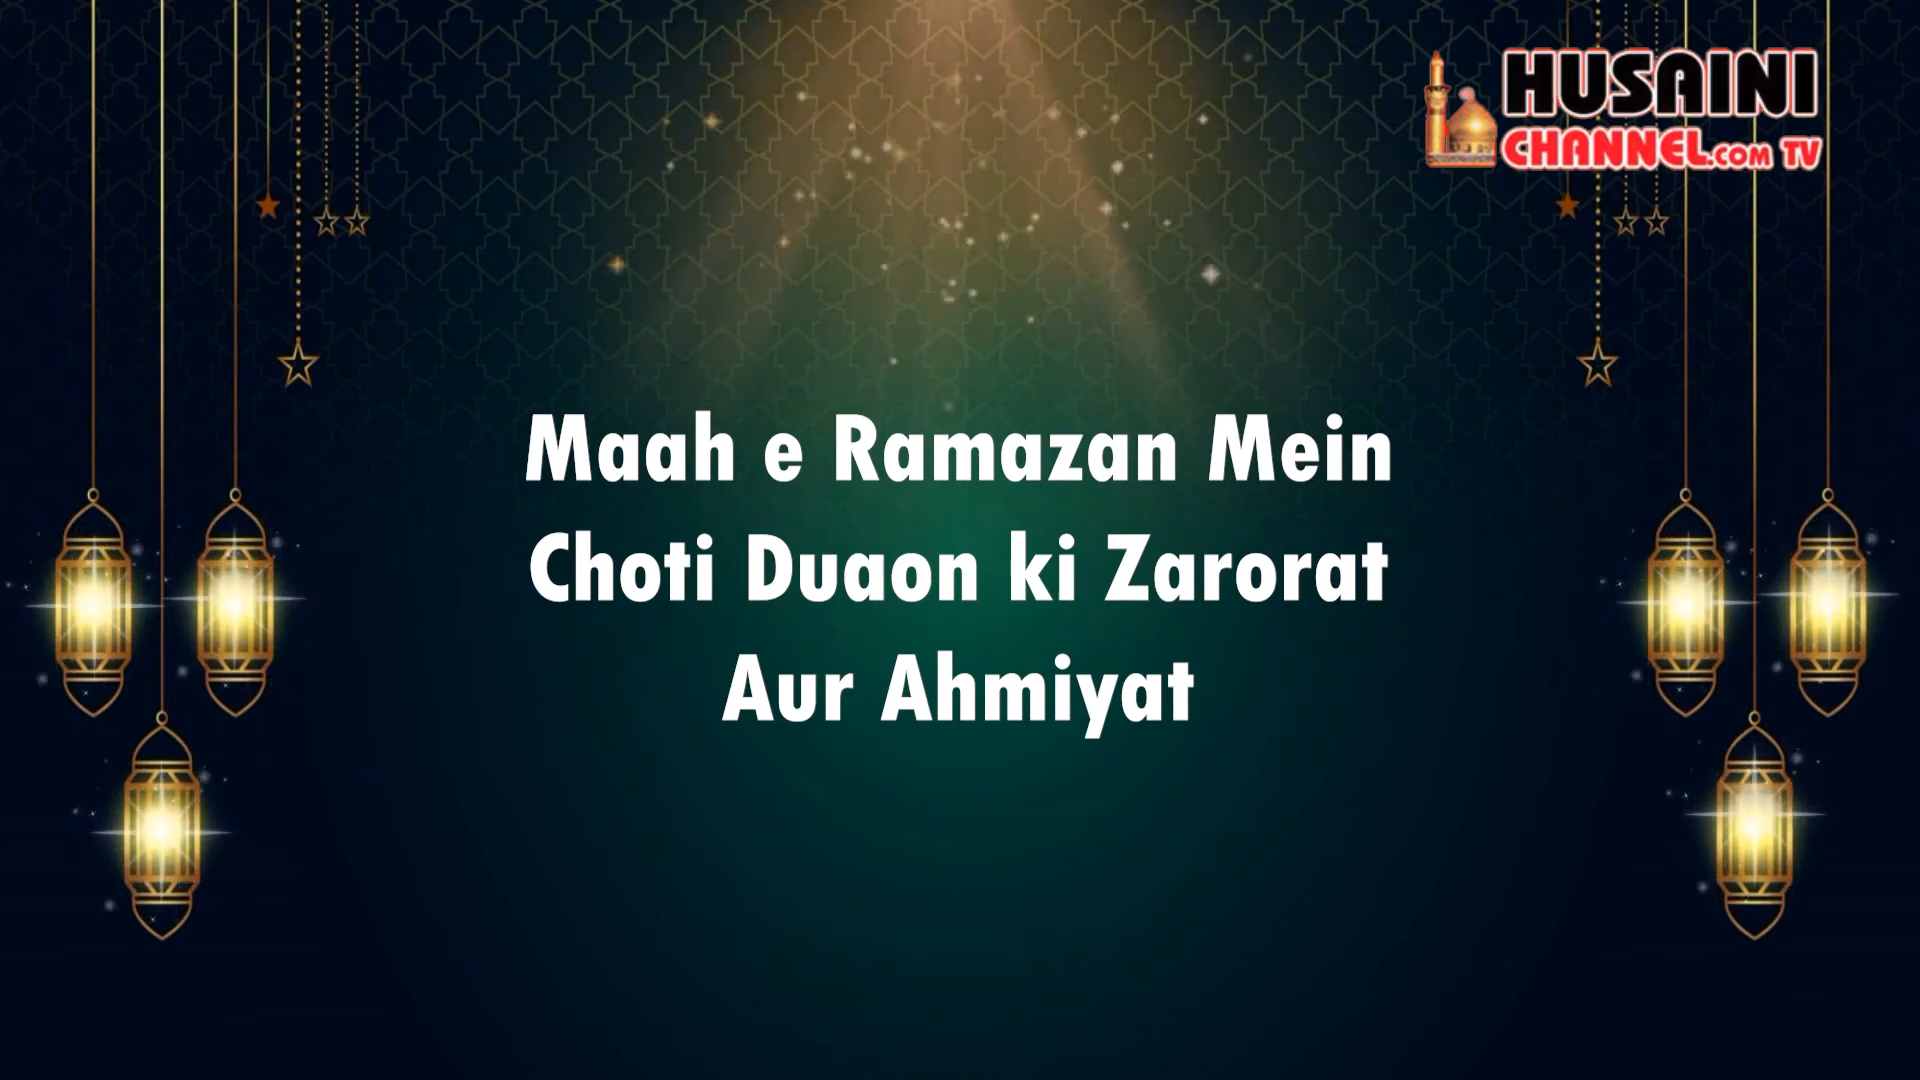 HUSAINI
CHANNEL.COM TV
Maah e Ramazan Mein
Choti Duaon ki Zarorat
Aur Ahmiyat